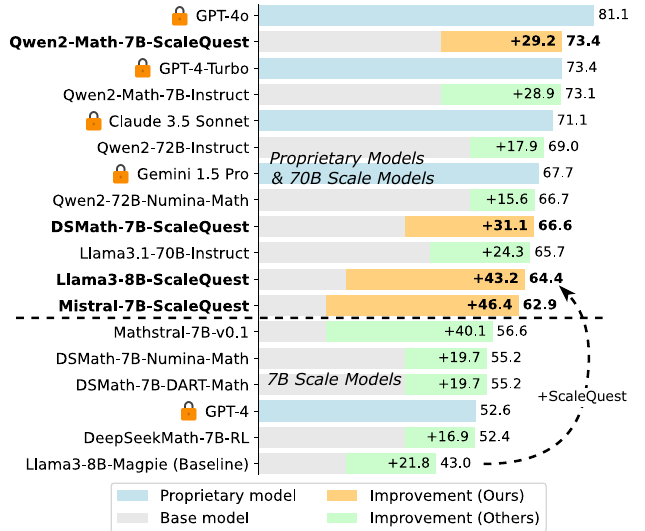 GPT-4o 81.1
Qwen2-Math-7B-ScaleQuest +29.2 73.4
GPT-4-Turbo 73.4
Qwen2-Math-7B-Instruct +28.9 73.1
Claude 3.5 Sonnet 71.1
Qwen2-72B-Instruct +17.9 69.0
Proprietary Models
Gemini 1.5 Pro 67.7
& 70B Scale Models
Qwen2-72B-Numina-Math +15.6 66.7
DSMath-7B-ScaleQuest +31.1 66.6
Llama3.1-70B-Instruct +24.3 65.7
Llama3-8B-ScaleQuest +43.2 64.4
Mistral-7B-ScaleQuest +46.4 62.9
Mathstral-7B-v0.1 +40.1 56.6
DSMath-7B-Numina-Math +19.7 55.2
7B Scale Models
DSMath-7B-DART-Math +19.7 55.2
+ScaleQuest
GPT-4 52.6
DeepSeekMath-7B-RL +16.9 52.4
Llama3-8B-Magpie (Baseline) +21.8 43.0
Proprietary model Improvement (Ours)
Base model Improvement (Others)